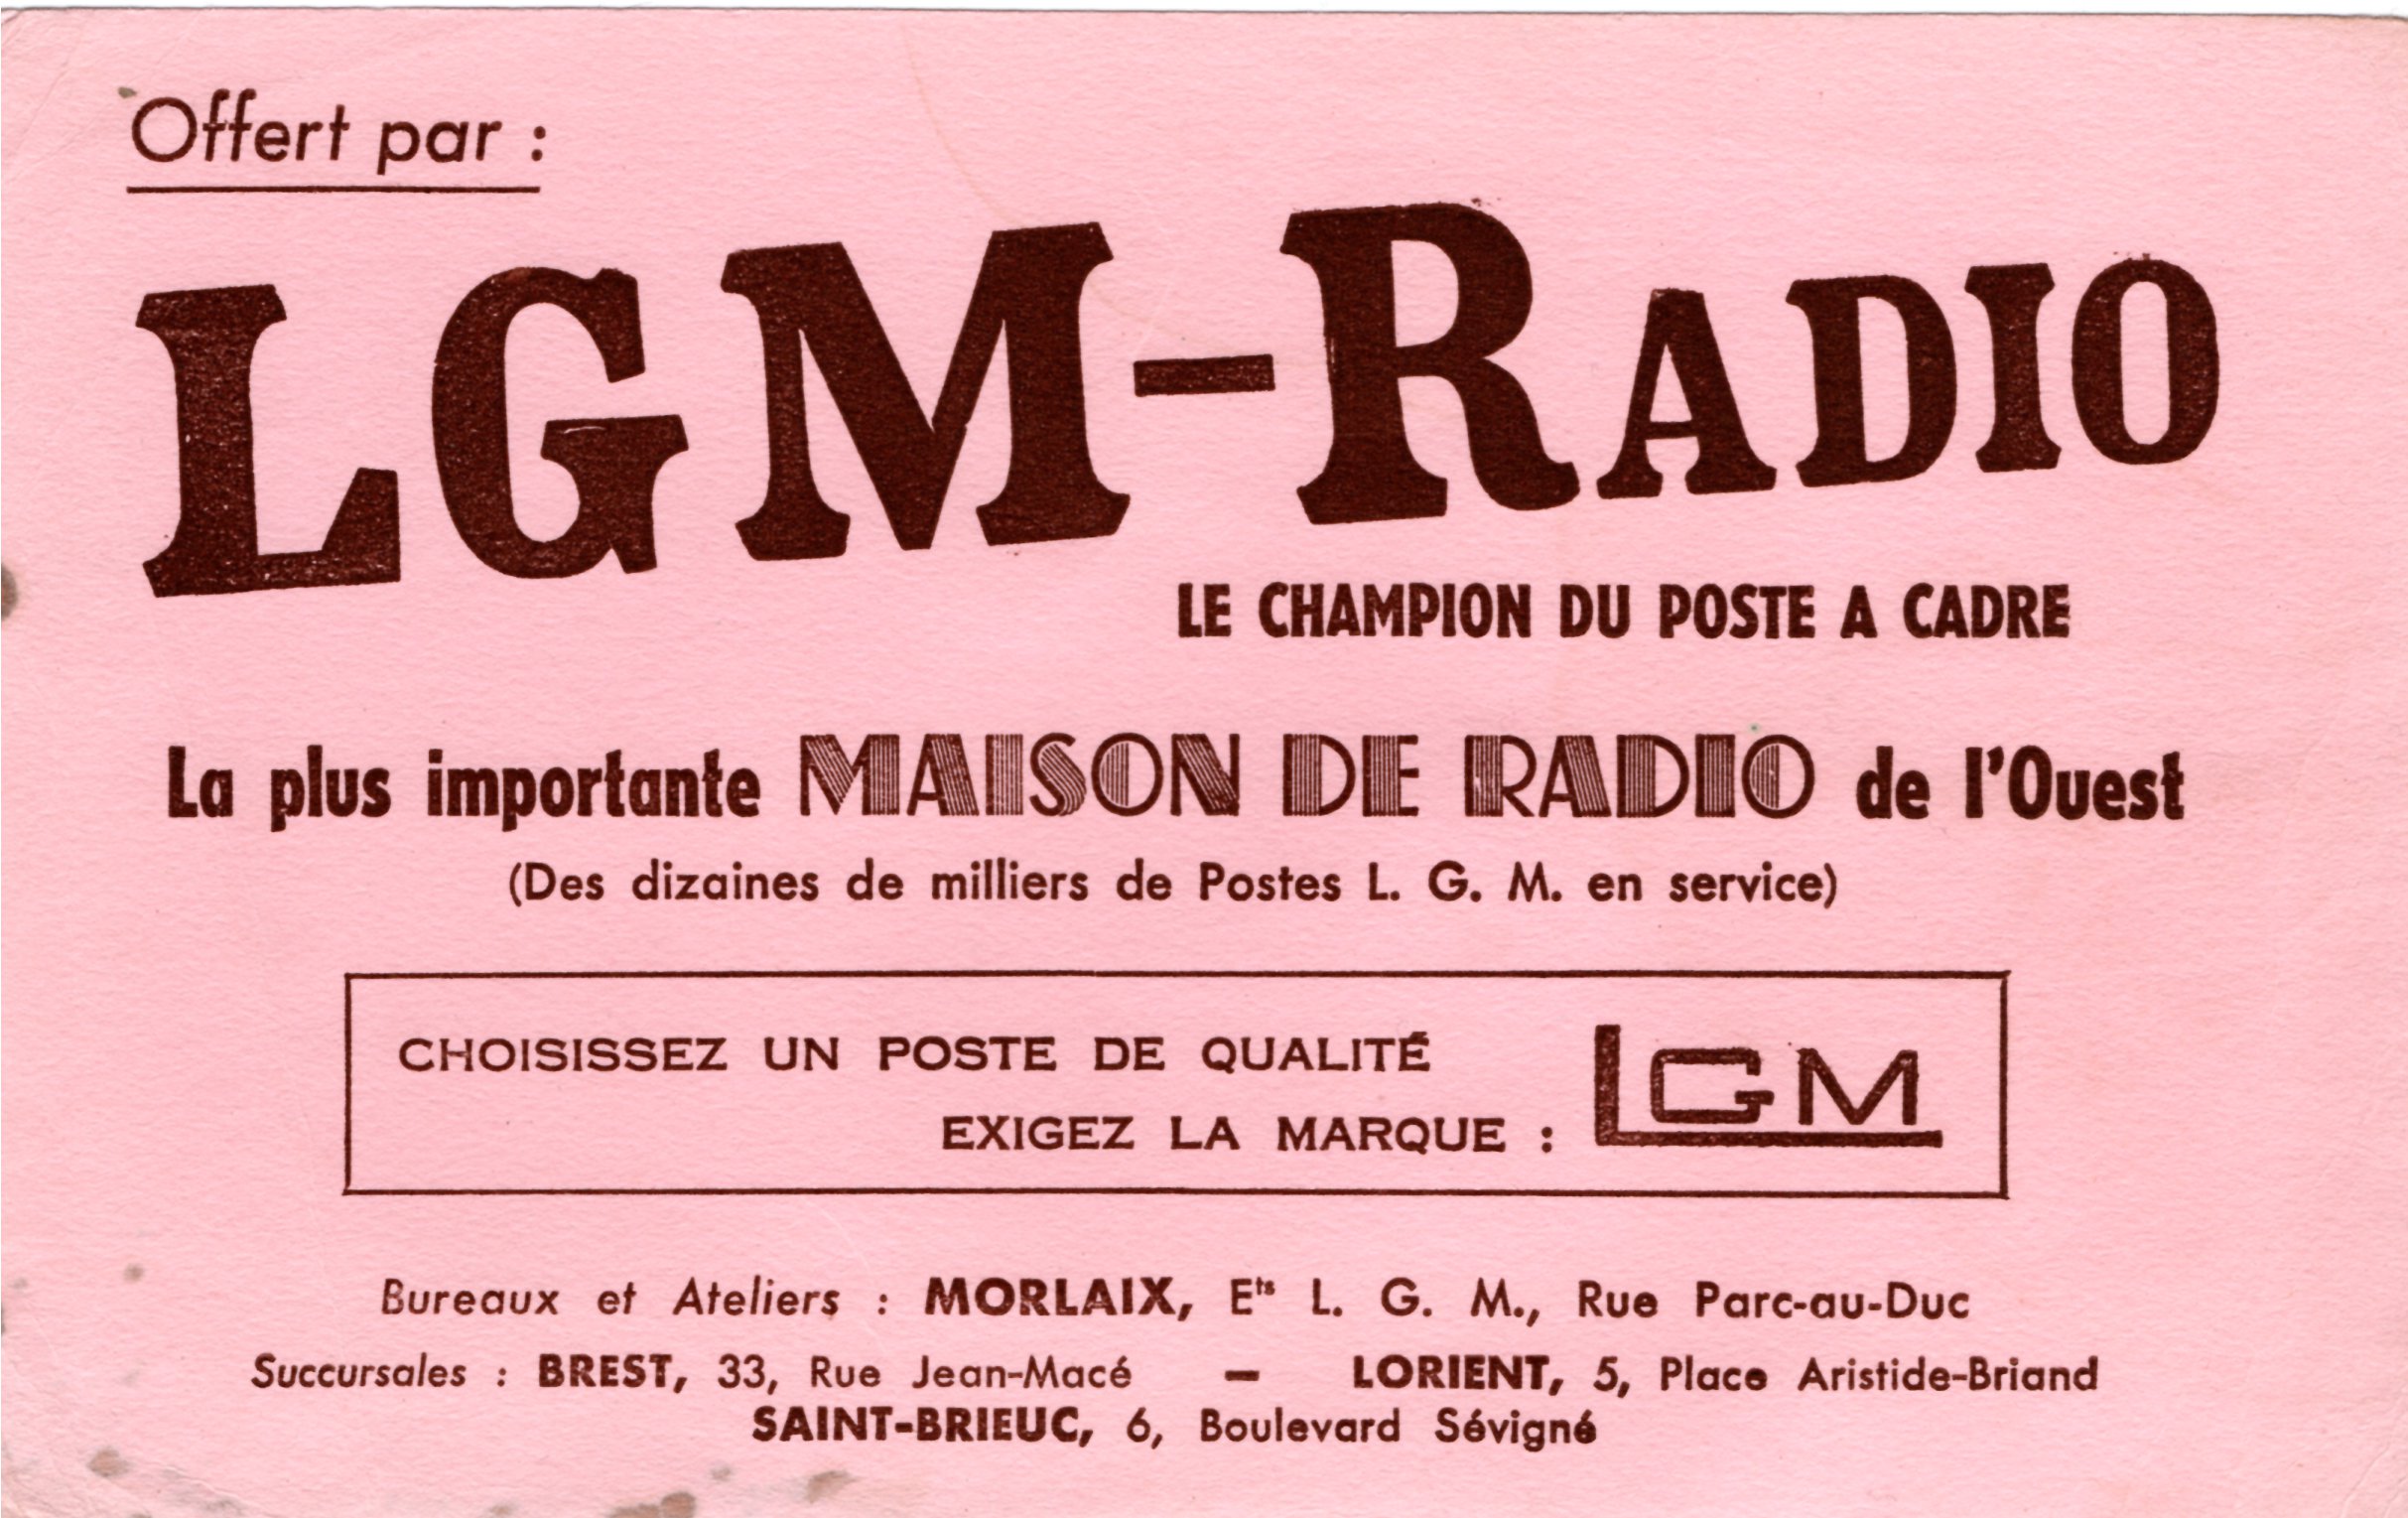 Offert par :
LGM-RADIO
LE CHAMPION DU POSTE A CADRE
La plus importante MAISON DE RADIO de l'Ouest
(Des dizaines de milliers de Postes L. G. M. en service)
CHOISISSEZ UN POSTE DE QUALITÉ
EXIGEZ LA MARQUE : LGM
Bureaux et Ateliers : MORLAIX, Ets L. G. M., Rue Parc-au-Duc
Succursales : BREST, 33, Rue Jean-Macé — LORIENT, 5, Place Aristide-Briand
SAINT-BRIEUC, 6, Boulevard Sévigné